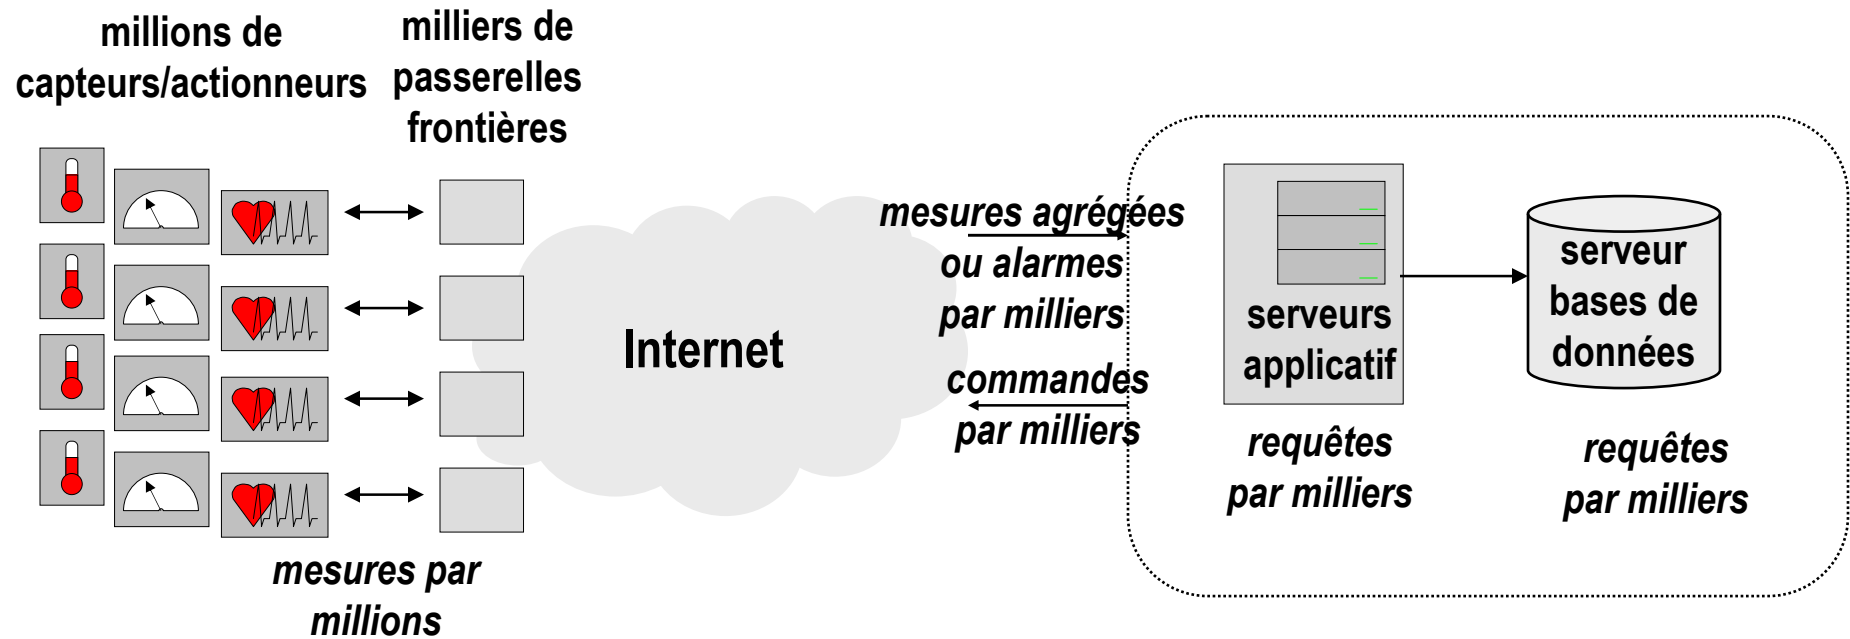 millions de
capteurs/actionneurs
milliers de
passerelles
frontières
mesures par
millions
Internet
mesures agrégées
ou alarmes
par milliers
commandes
par milliers
serveurs
applicatif
requêtes
par milliers
serveur
bases de
données
requêtes
par milliers